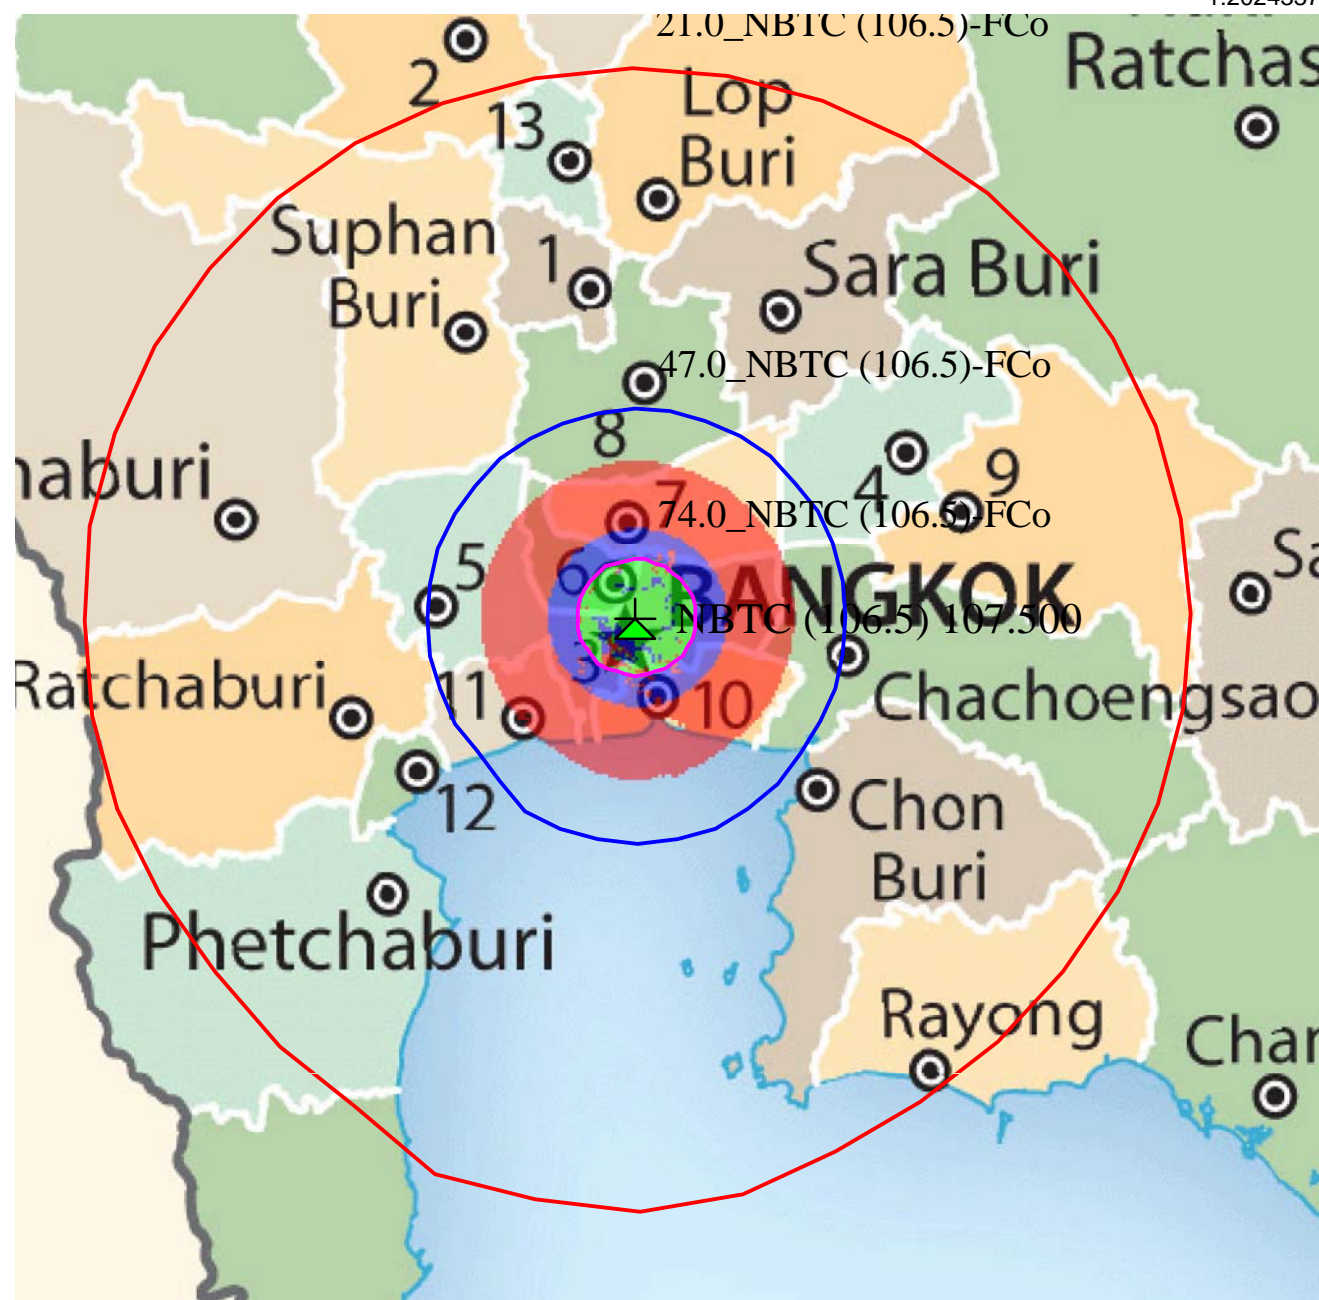 21.0_NBTC (106.5)-FCo
Ratchas
2
Lop
Buri
13
Suphan
Buri
1
Sara Buri
47.0_NBTC (106.5)-FCo
8
naburi
9
4
7
74.0_NBTC (106.5)-FCo
5
6
BANGKOK
Sa
NBTC (106.5) 107.500
3
Ratchaburi
11
10
Chachoengsao
12
Chon
Buri
Phetchaburi
Rayong
Char